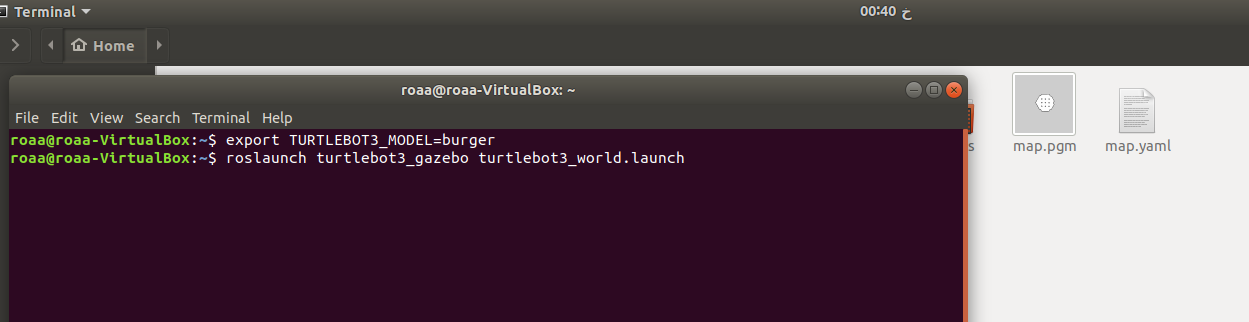 Terminal
00:40 خ
Home
roaa@roaa-VirtualBox: ~
File Edit View Search Terminal Help
roaa@roaa-VirtualBox:~$ export TURTLEBOT3_MODEL=burger
roaa@roaa-VirtualBox:~$ roslaunch turtlebot3_gazebo turtlebot3_world.launch
s
map.pgm
map.yaml